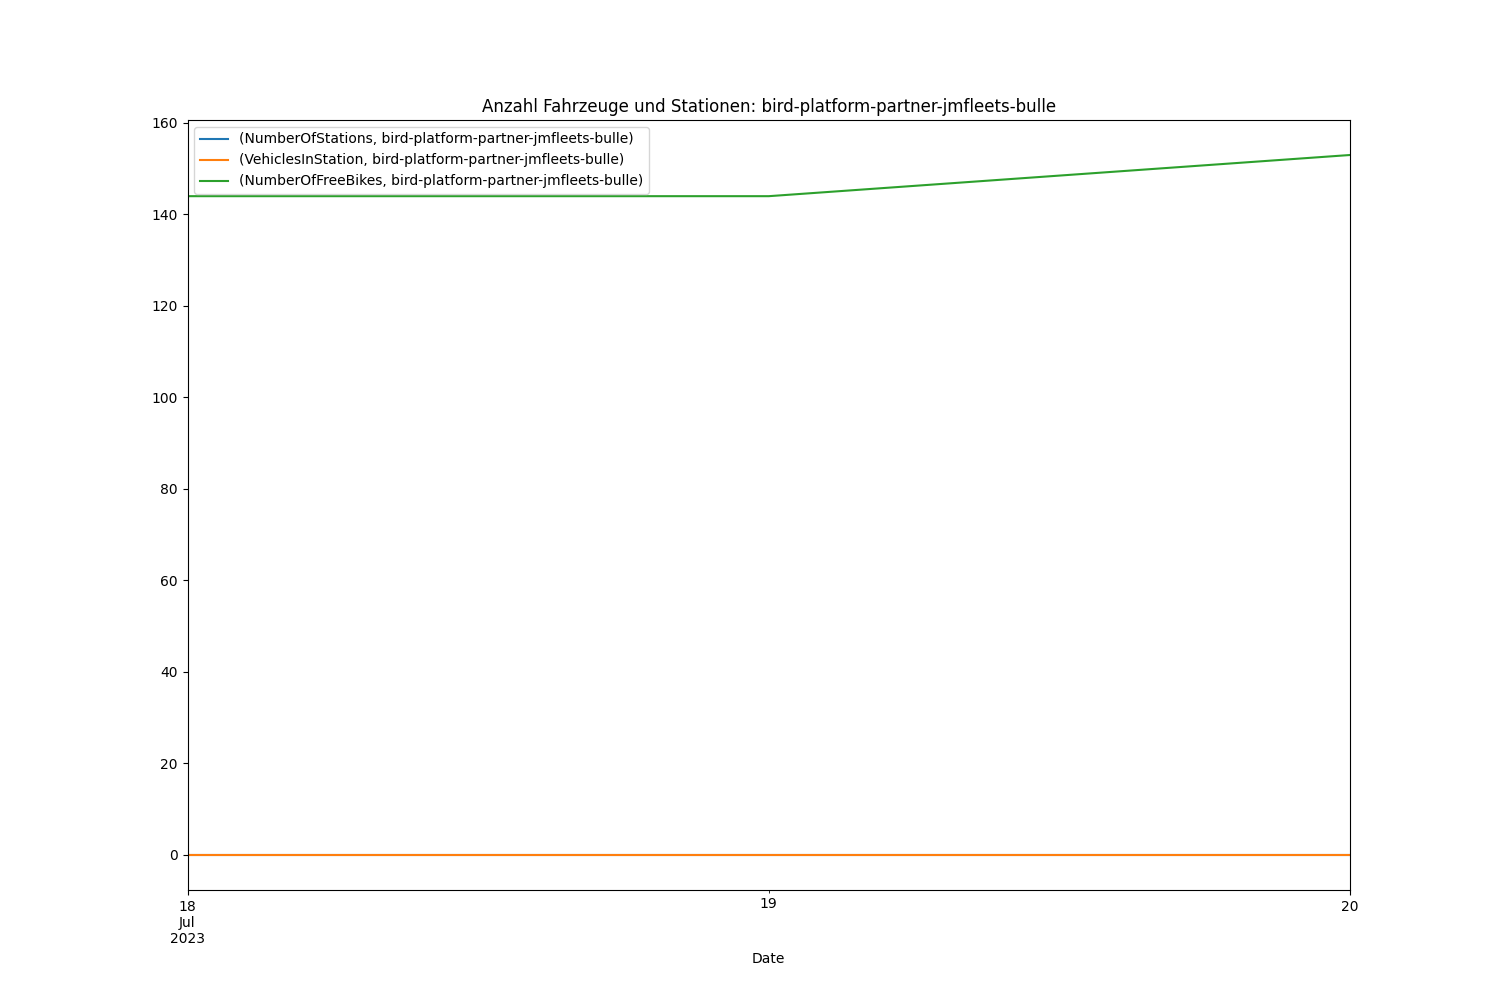 Anzahl Fahrzeuge und Stationen: bird-platform-partner-jmfleets-bulle
(NumberOfStations, bird-platform-partner-jmfleets-bulle)
(VehiclesInStation, bird-platform-partner-jmfleets-bulle)
(NumberOfFreeBikes, bird-platform-partner-jmfleets-bulle)
160
140
120
100
80
60
40
20
0
18
Jul
2023
19
20
Date